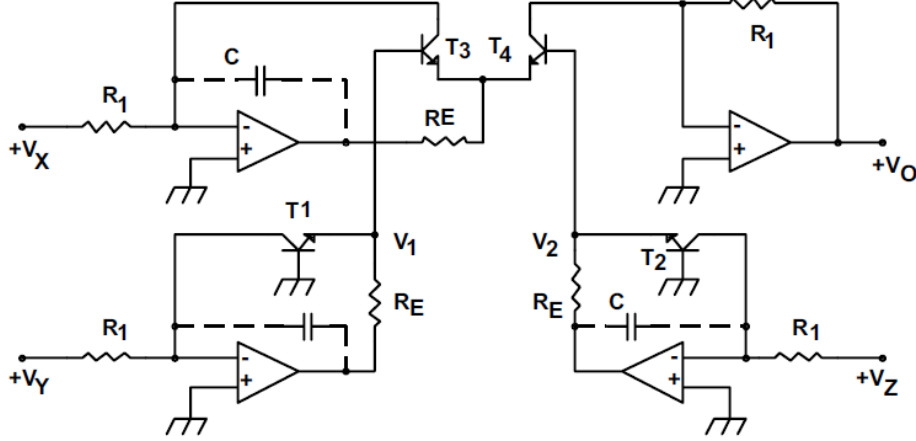 T3
T4
R1
C
R1
RE
-
+
-
+
+VX
+VO
T1
V1
V2
T2
RE
RE
C
R1
R1
-
+
-
+
+VY
+VZ